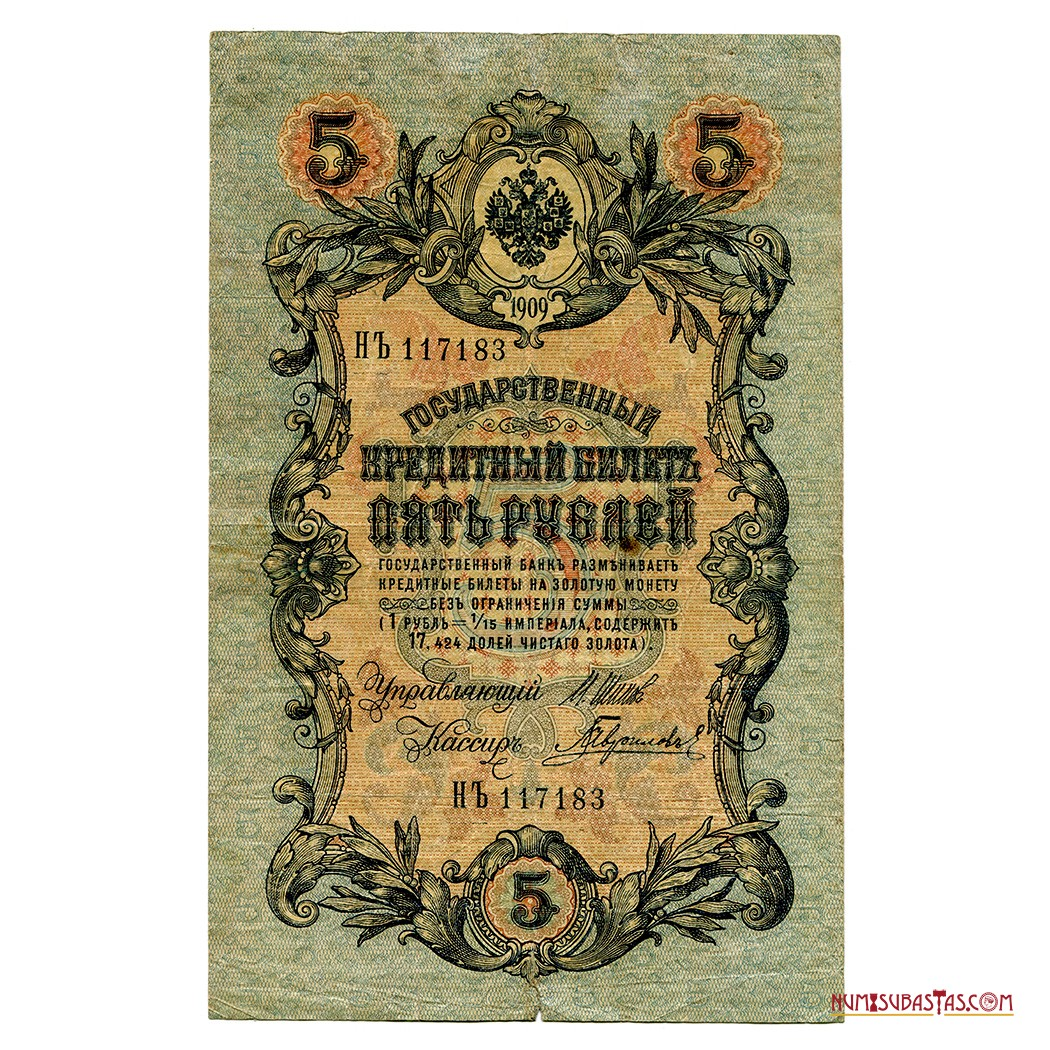 5 5
1909
НЪ 117183
ГОСУДАРСТВЕННЫЙ
КРЕДИТНЫЙ БИЛЕТЪ
ПЯТЬ РУБЛЕЙ
ГОСУДАРСТВЕННЫЙ БАНКЪ РАЗМѢНИВАЕТЪ
КРЕДИТНЫЕ БИЛЕТЫ НА ЗОЛОТУЮ МОНЕТУ
БЕЗЪ ОГРАНИЧЕНІЯ СУММЫ
(1 РУБЛЬ = 1/15 ИМПЕРІАЛА, СОДЕРЖИТЪ
17,424 ДОЛЕЙ ЧИСТАГО ЗОЛОТА).
Управляющій
Кассиръ
НЪ 117183
5
NUMISUBASTAS.COM